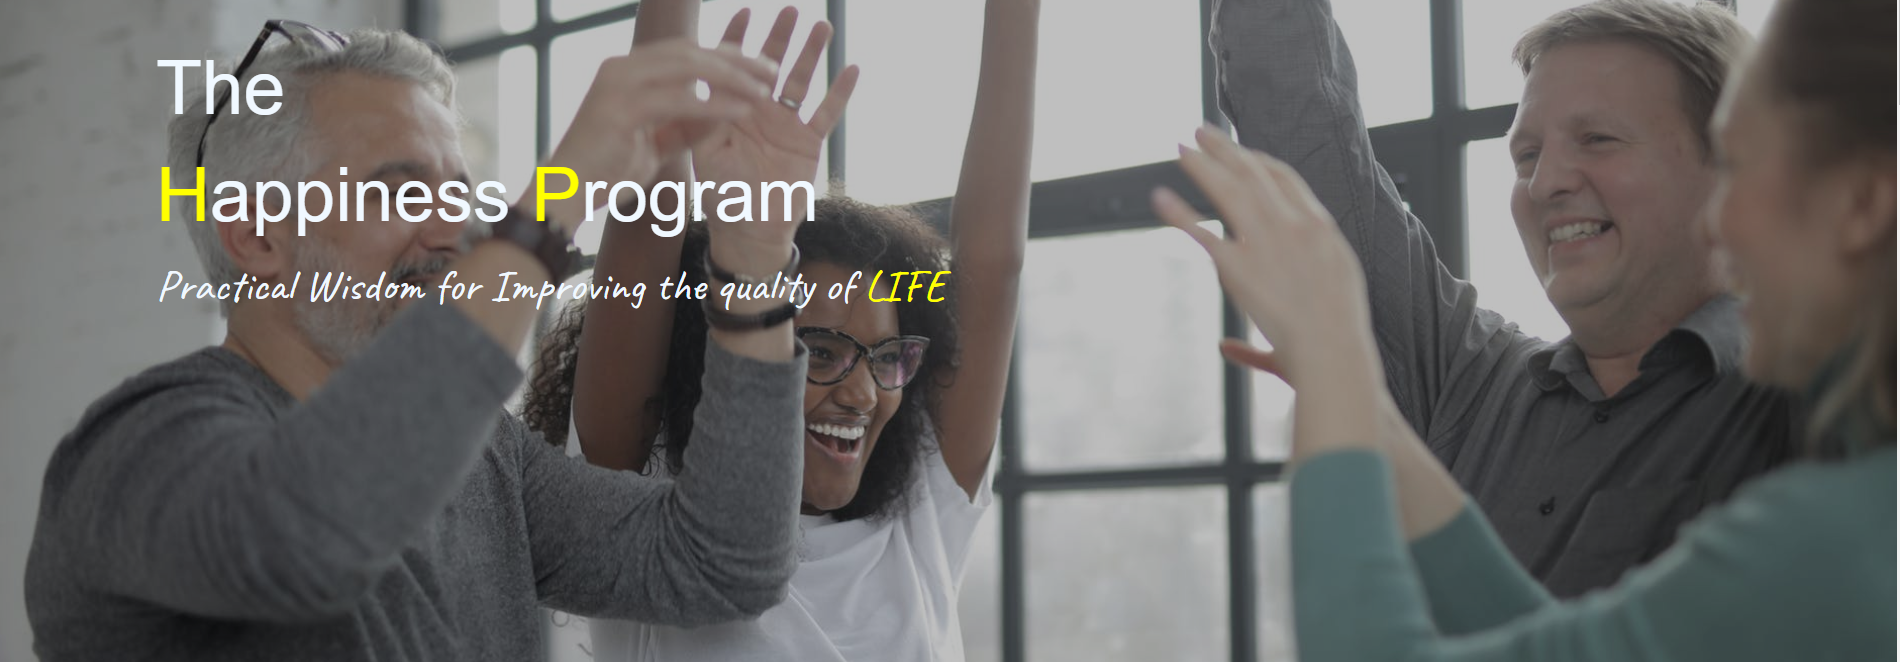 The
Happiness Program
Practical Wisdom for Improving the quality of LIFE